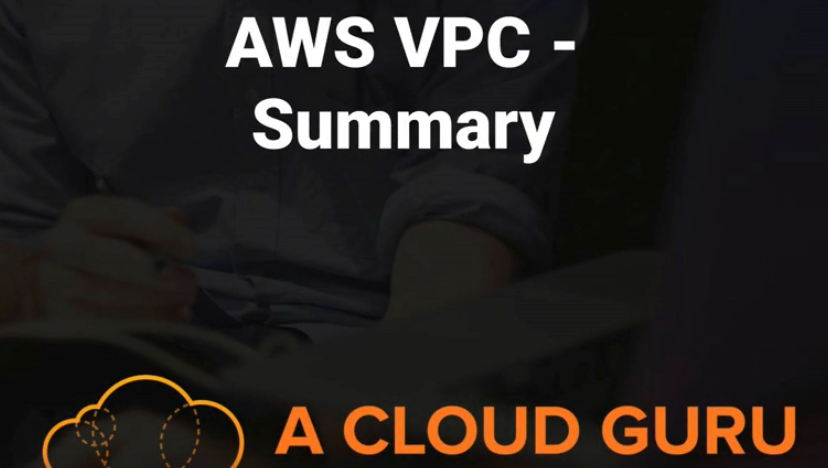 AWS VPC -
Summary
A CLOUD GURU